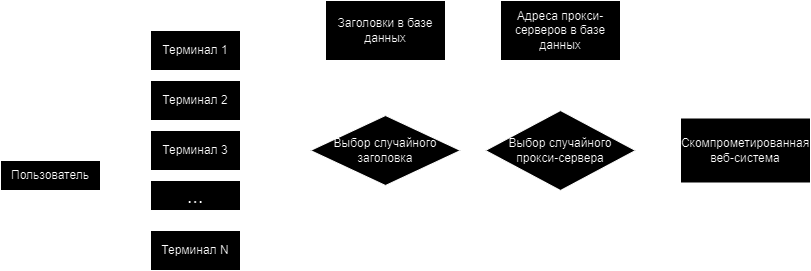 Заголовки в базе
данных
Адреса прокси-
серверов в базе
данных
Терминал 1
Терминал 2
Терминал 3
...
Терминал N
Пользователь
Выбор случайного
заголовка
Выбор случайного
прокси-сервера
Скомпрометированная
веб-система